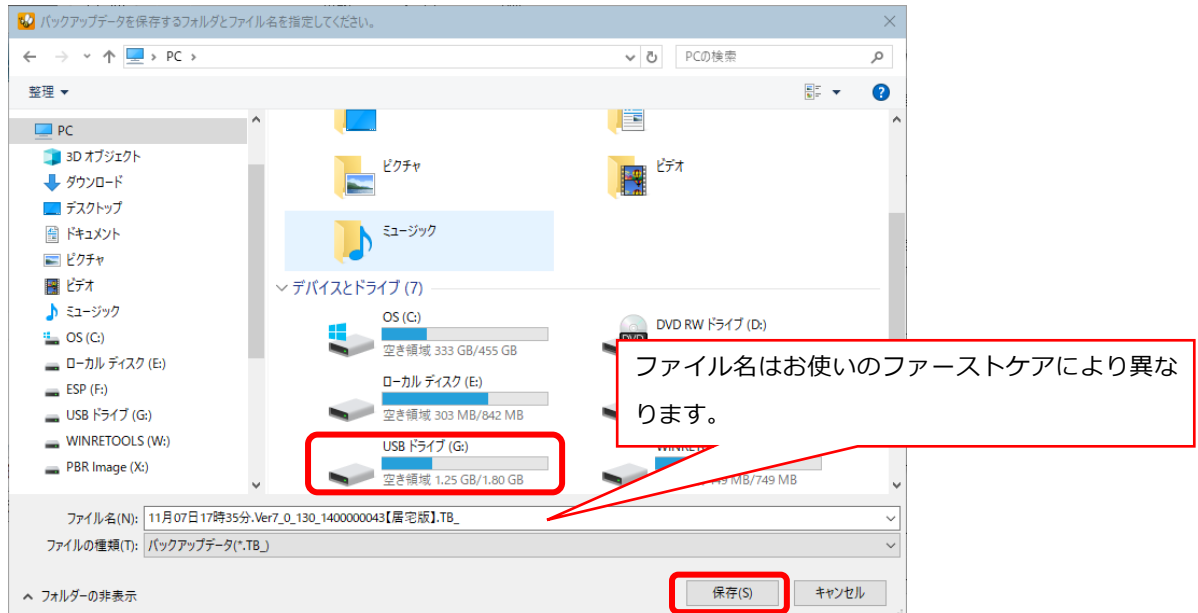 バックアップデータを保存するフォルダとファイル名を指定してください。
PC
PCの検索
整理
PC
3D オブジェクト
ダウンロード
デスクトップ
ドキュメント
ピクチャ
ビデオ
ミュージック
OS (C:)
ローカル ディスク (E:)
ESP (F:)
USB ドライブ (G:)
WINRETOOLS (W:)
PBR Image (X:)
ピクチャ
ビデオ
ミュージック
デバイスとドライブ (7)
OS (C:)
空き領域 333 GB/455 GB
DVD RW ドライブ (D:)
DVD
ローカル ディスク (E:)
空き領域 303 MB/842 MB
USB ドライブ (G:)
空き領域 1.25 GB/1.80 GB
MB/749 MB
ファイル名はお使いのファーストケアにより異な
ります。
ファイル名(N): 11月07日17時35分.Ver7_0_130_1400000043【居宅版】.TB_
ファイルの種類(T): バックアップデータ(*.TB_)
フォルダーの非表示
保存(S)
キャンセル